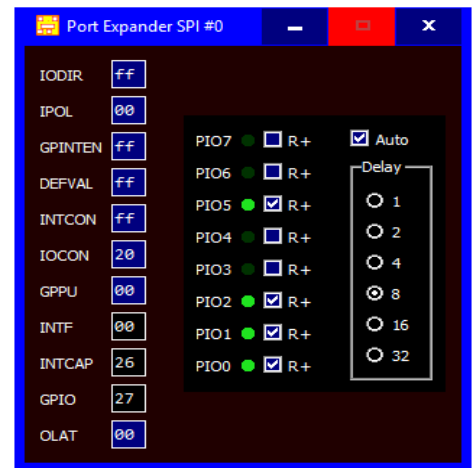 Port Expander SPI #0
IODIR ff
IPOL 00
GPINTEN ff
DEFVAL ff
INTCON ff
IOCON 20
GPPU 00
INTF 00
INTCAP 26
GPIO 27
OLAT 00
PIO7 R+
PIO6 R+
PIO5 R+
PIO4 R+
PIO3 R+
PIO2 R+
PIO1 R+
PIO0 R+
Auto
Delay
1
2
4
8
16
32